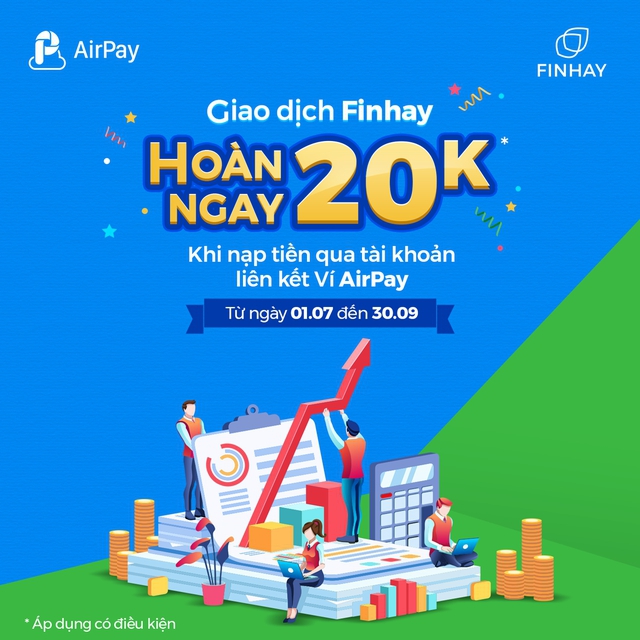 AirPay
FINHAY
Giao dịch Finhay
HOÀN NGAY 20K*
Khi nạp tiền qua tài khoản
liên kết Ví AirPay
Từ ngày 01.07 đến 30.09
* Áp dụng có điều kiện